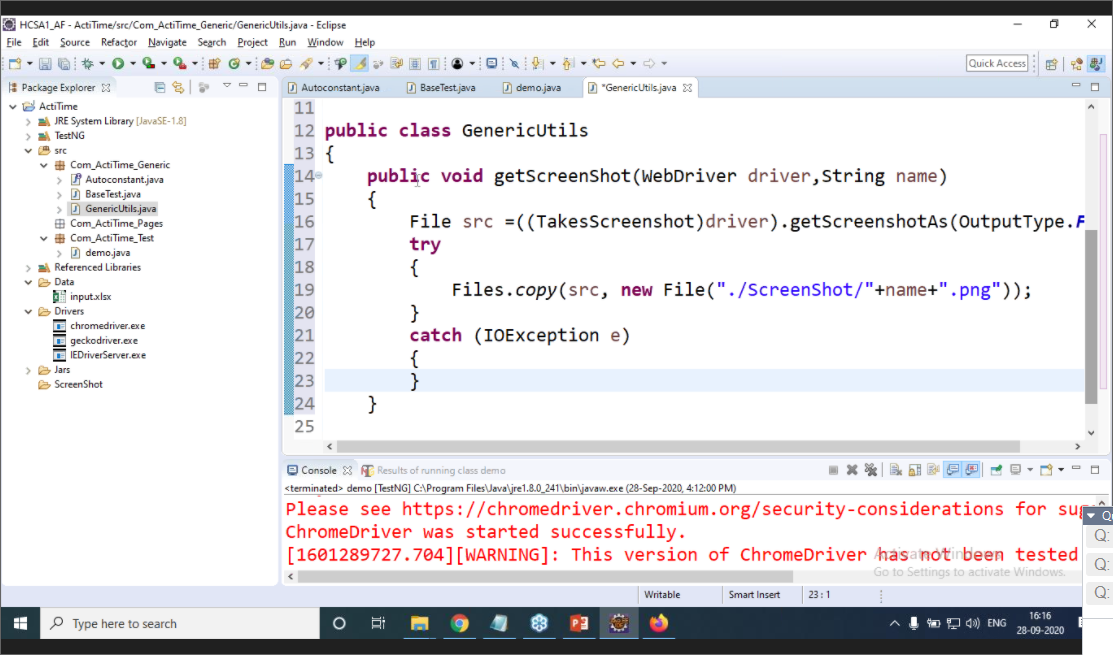 HCSA1_AF - ActiTime/src/Com_ActiTime_Generic/GenericUtils.java - Eclipse
File Edit Source Refactor Navigate Search Project Run Window Help
Quick Access
Package Explorer
ActiTime
JRE System Library [JavaSE-1.8]
TestNG
src
Com_ActiTime_Generic
Autoconstant.java
BaseTest.java
GenericUtils.java
Com_ActiTime_Pages
Com_ActiTime_Test
demo.java
Referenced Libraries
Data
input.xlsx
Drivers
chromedriver.exe
geckodriver.exe
IEDriverServer.exe
Jars
ScreenShot
Autoconstant.java BaseTest.java demo.java *GenericUtils.java
11
12 public class GenericUtils
13 {
14 public void getScreenShot(WebDriver driver,String name)
15 {
16 File src =((TakesScreenshot)driver).getScreenshotAs(OutputType.F
17 try
18 {
19 Files.copy(src, new File("./ScreenShot/"+name+".png"));
20 }
21 catch (IOException e)
22 {
23 }
24 }
25
Console Results of running class demo
<terminated> demo [TestNG] C:\Program Files\Java\jre1.8.0_241\bin\javaw.exe (28-Sep-2020, 4:12:00 PM)
Please see https://chromedriver.chromium.org/security-considerations for sug
ChromeDriver was started successfully.
[1601289727.704][WARNING]: This version of ChromeDriver has not been tested
Activate Windows
Go to Settings to activate Windows.
Q:
Q:
Q:
Writable Smart Insert 23 : 1
Type here to search
ENG
16:16
28-09-2020